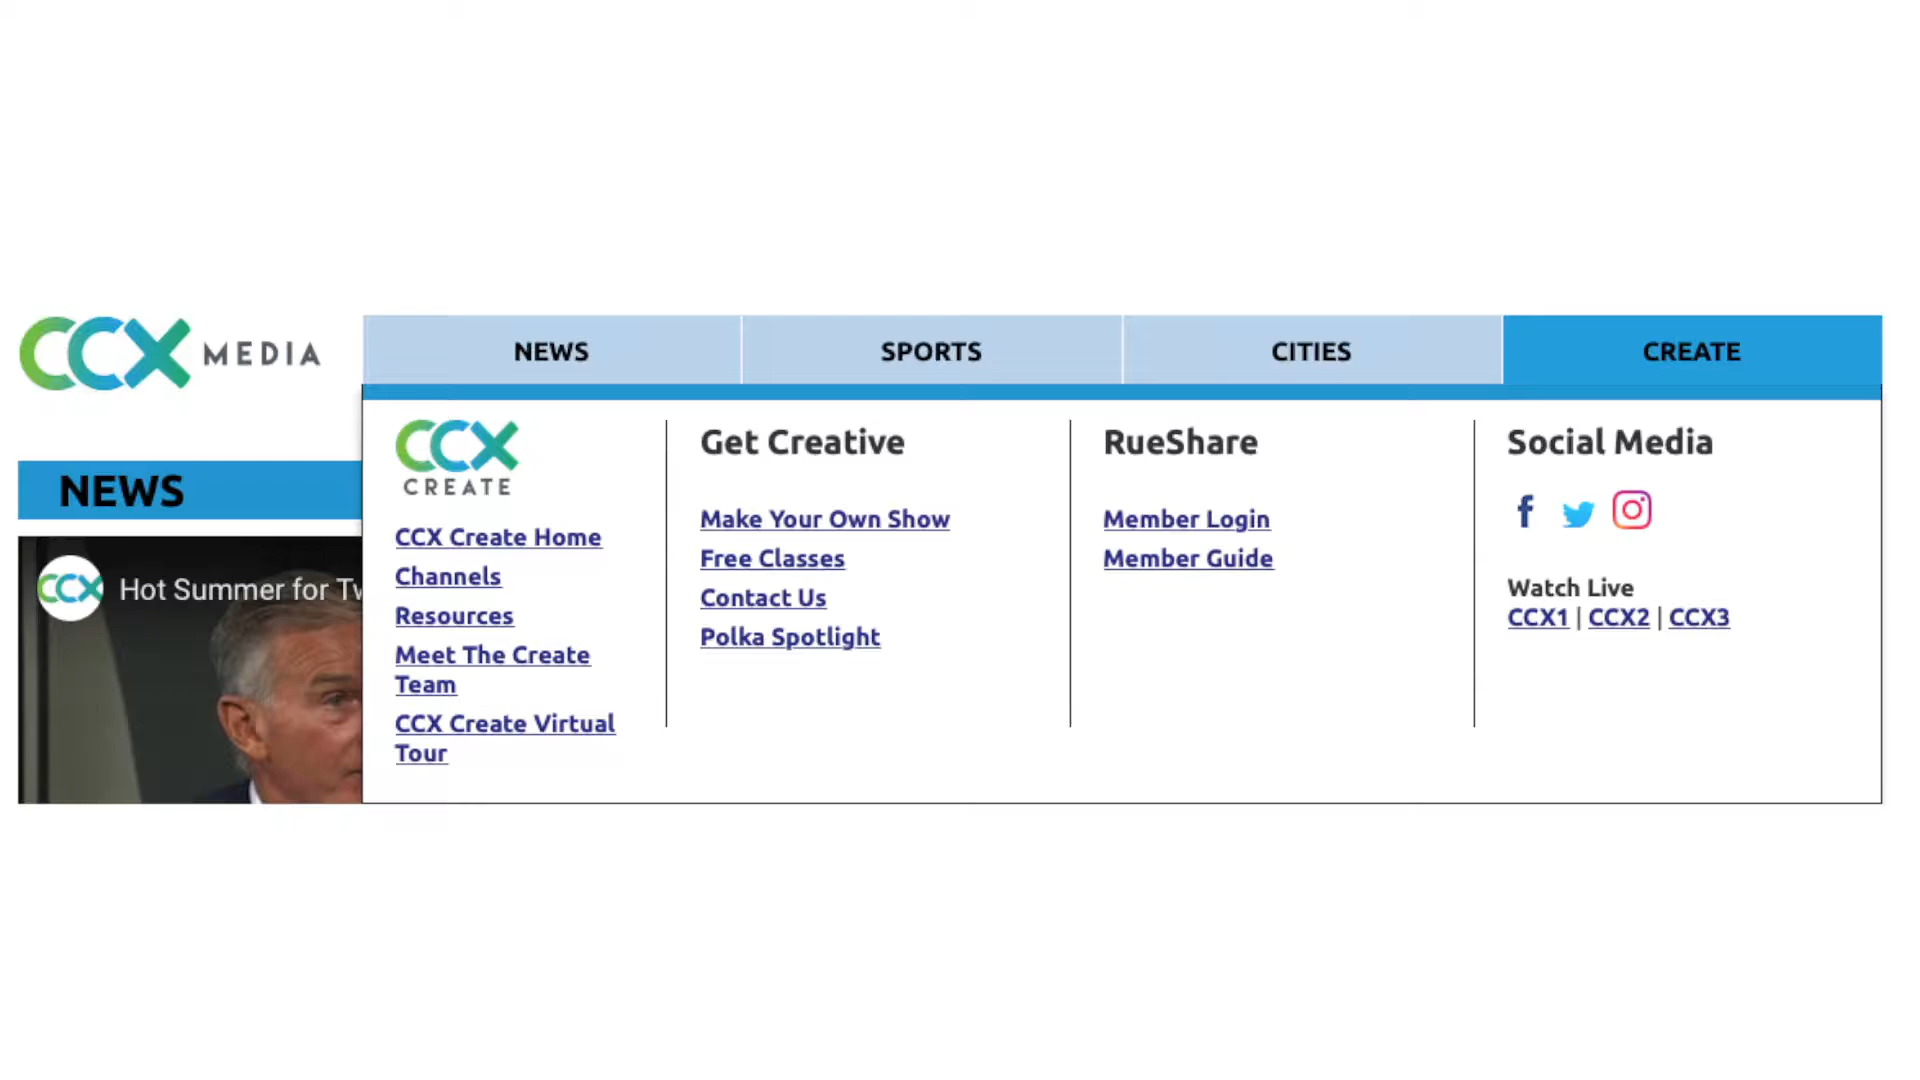 CCX MEDIA
NEWS
SPORTS
CITIES
CREATE
NEWS
CCX
Hot Summer for Tw
CCX
CREATE
CCX Create Home
Channels
Resources
Meet The Create
Team
CCX Create Virtual
Tour
Get Creative
Make Your Own Show
Free Classes
Contact Us
Polka Spotlight
RueShare
Member Login
Member Guide
Social Media
Watch Live
CCX1 | CCX2 | CCX3